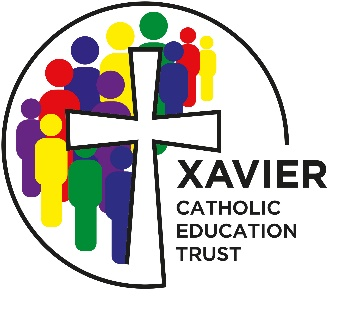 XAVIER
CATHOLIC
EDUCATION
TRUST